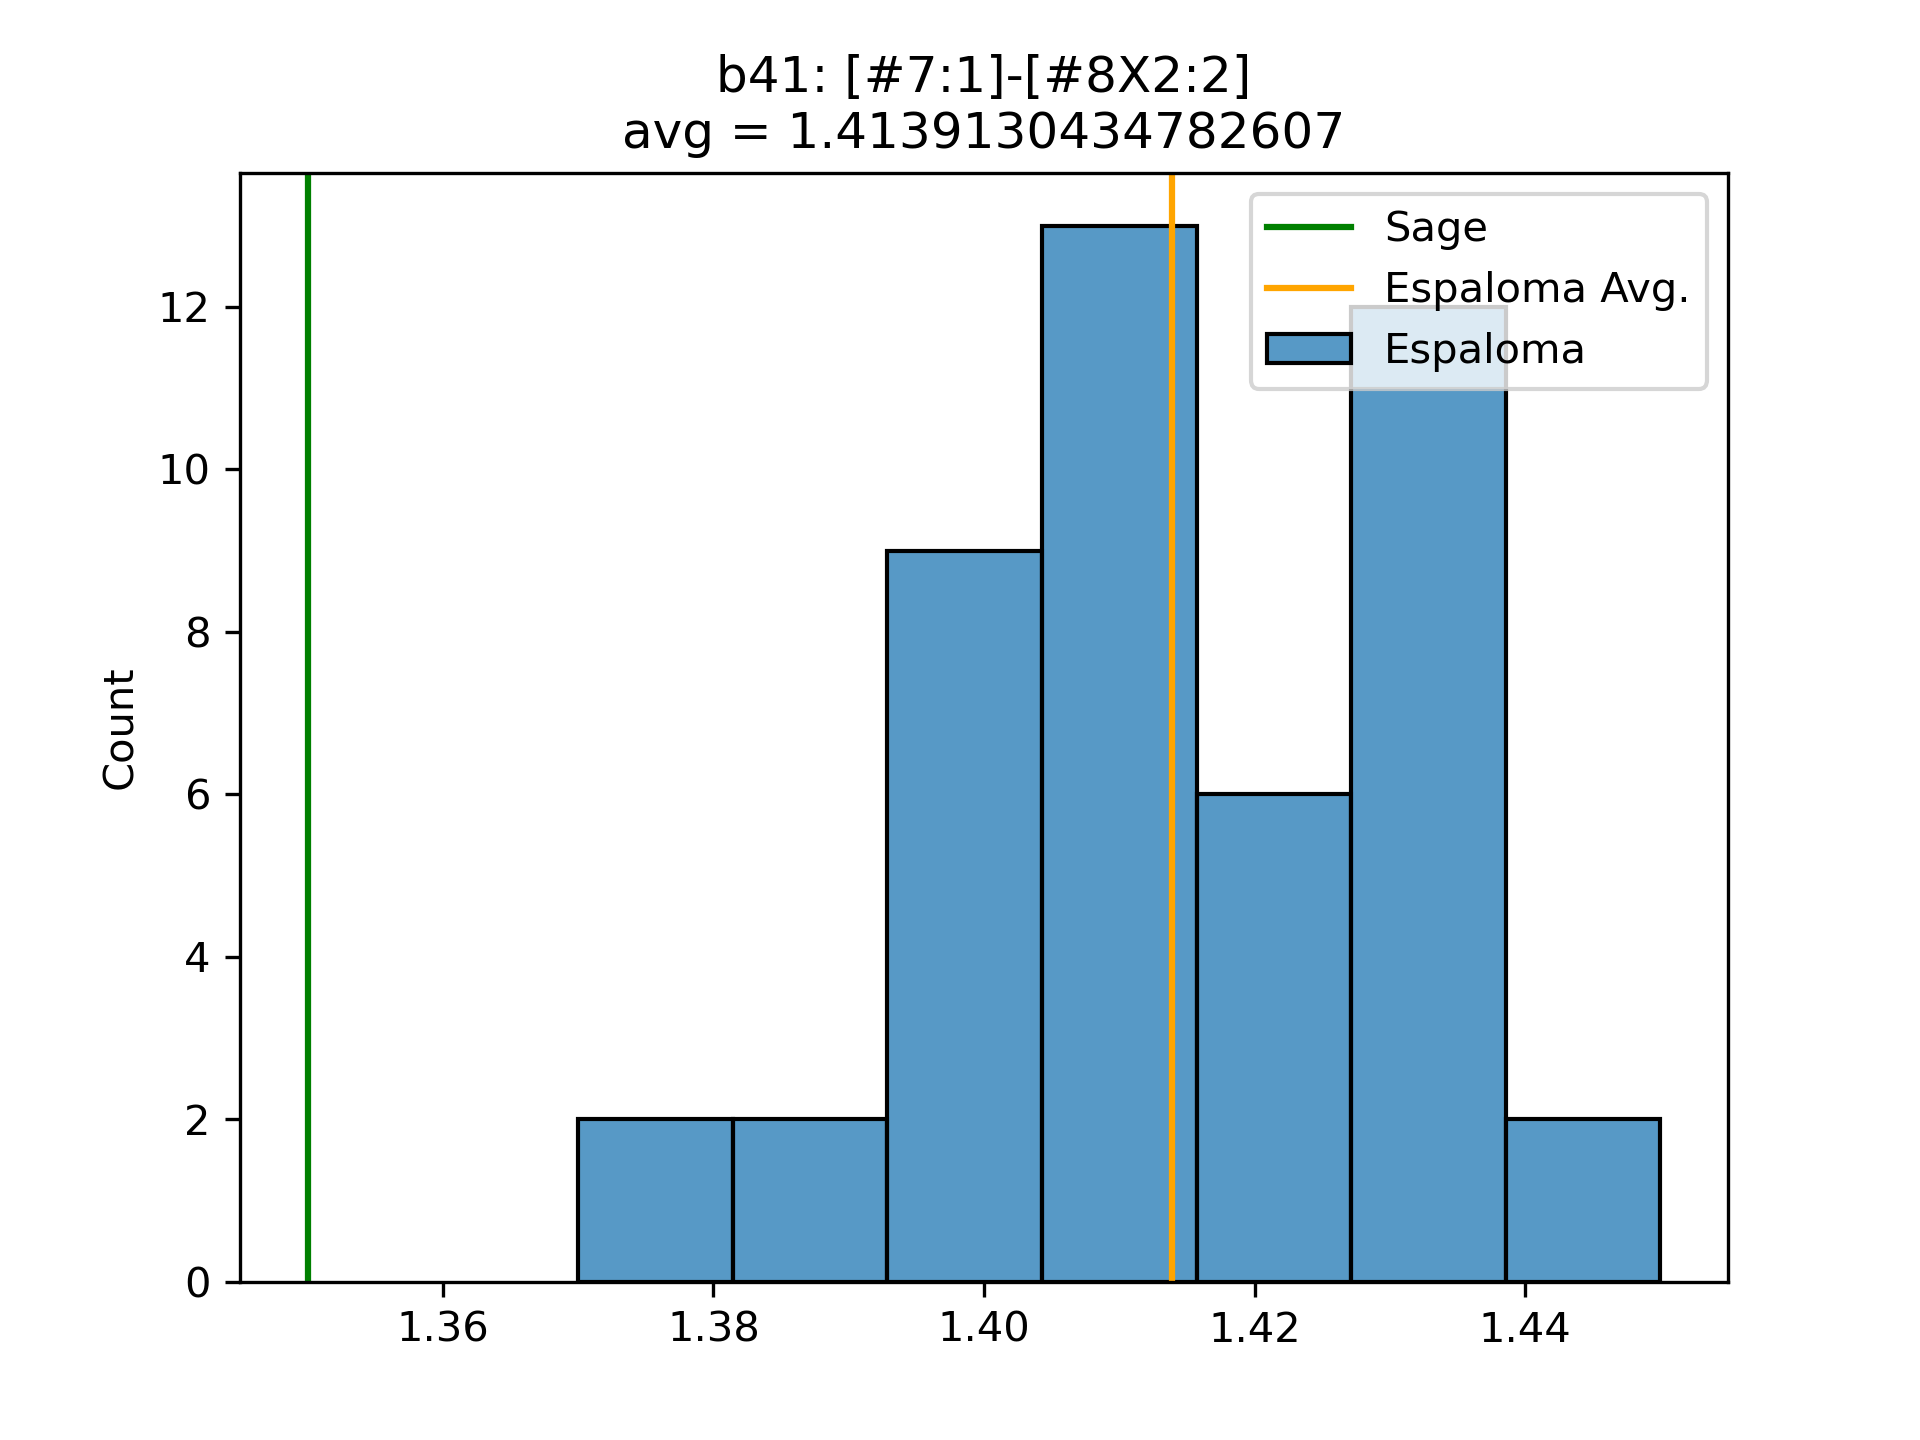 b41: [#7:1]-[#8X2:2]
avg = 1.4139130434782607
Sage
Espaloma Avg.
Espaloma
Count
12
10
8
6
4
2
0
1.36 1.38 1.40 1.42 1.44